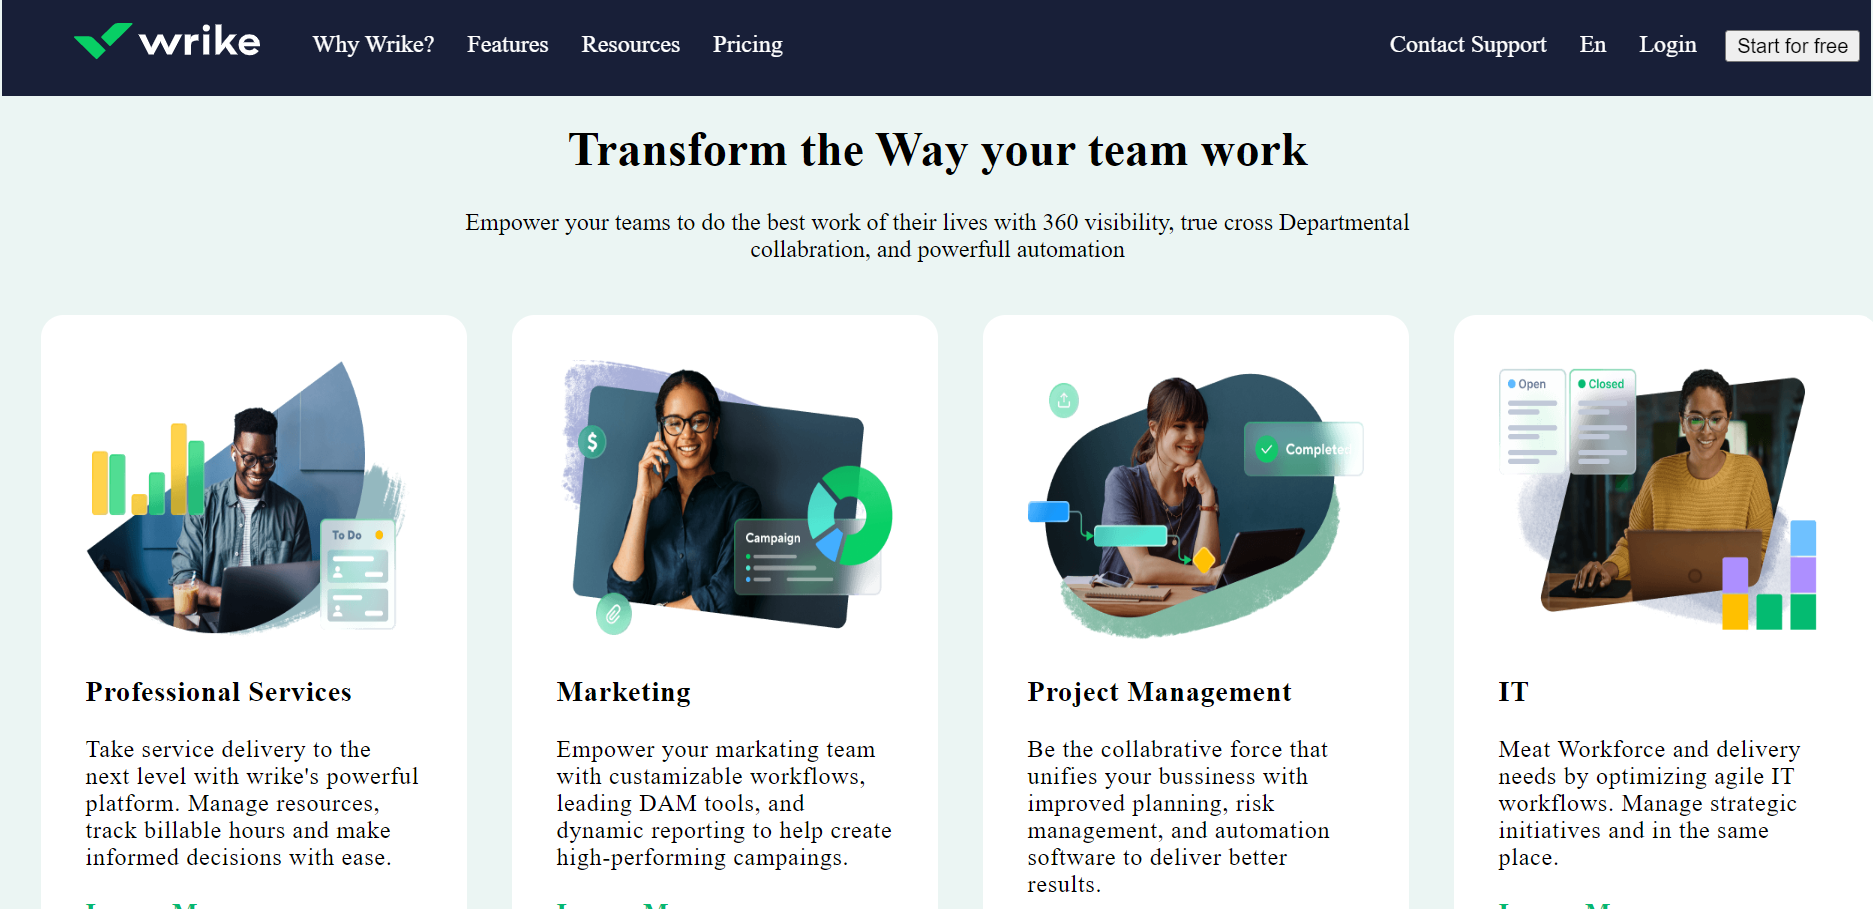 wrike Why Wrike? Features Resources Pricing Contact Support En Login Start for free
Transform the Way your team work
Empower your teams to do the best work of their lives with 360 visibility, true cross Departmental
collabration, and powerfull automation
To Do
$
Campaign
Completed
Open Closed
Professional Services
Take service delivery to the
next level with wrike's powerful
platform. Manage resources,
track billable hours and make
informed decisions with ease.
Marketing
Empower your markating team
with custamizable workflows,
leading DAM tools, and
dynamic reporting to help create
high-performing campaings.
Project Management
Be the collabrative force that
unifies your bussiness with
improved planning, risk
management, and automation
software to deliver better
results.
IT
Meat Workforce and delivery
needs by optimizing agile IT
workflows. Manage strategic
initiatives and in the same
place.